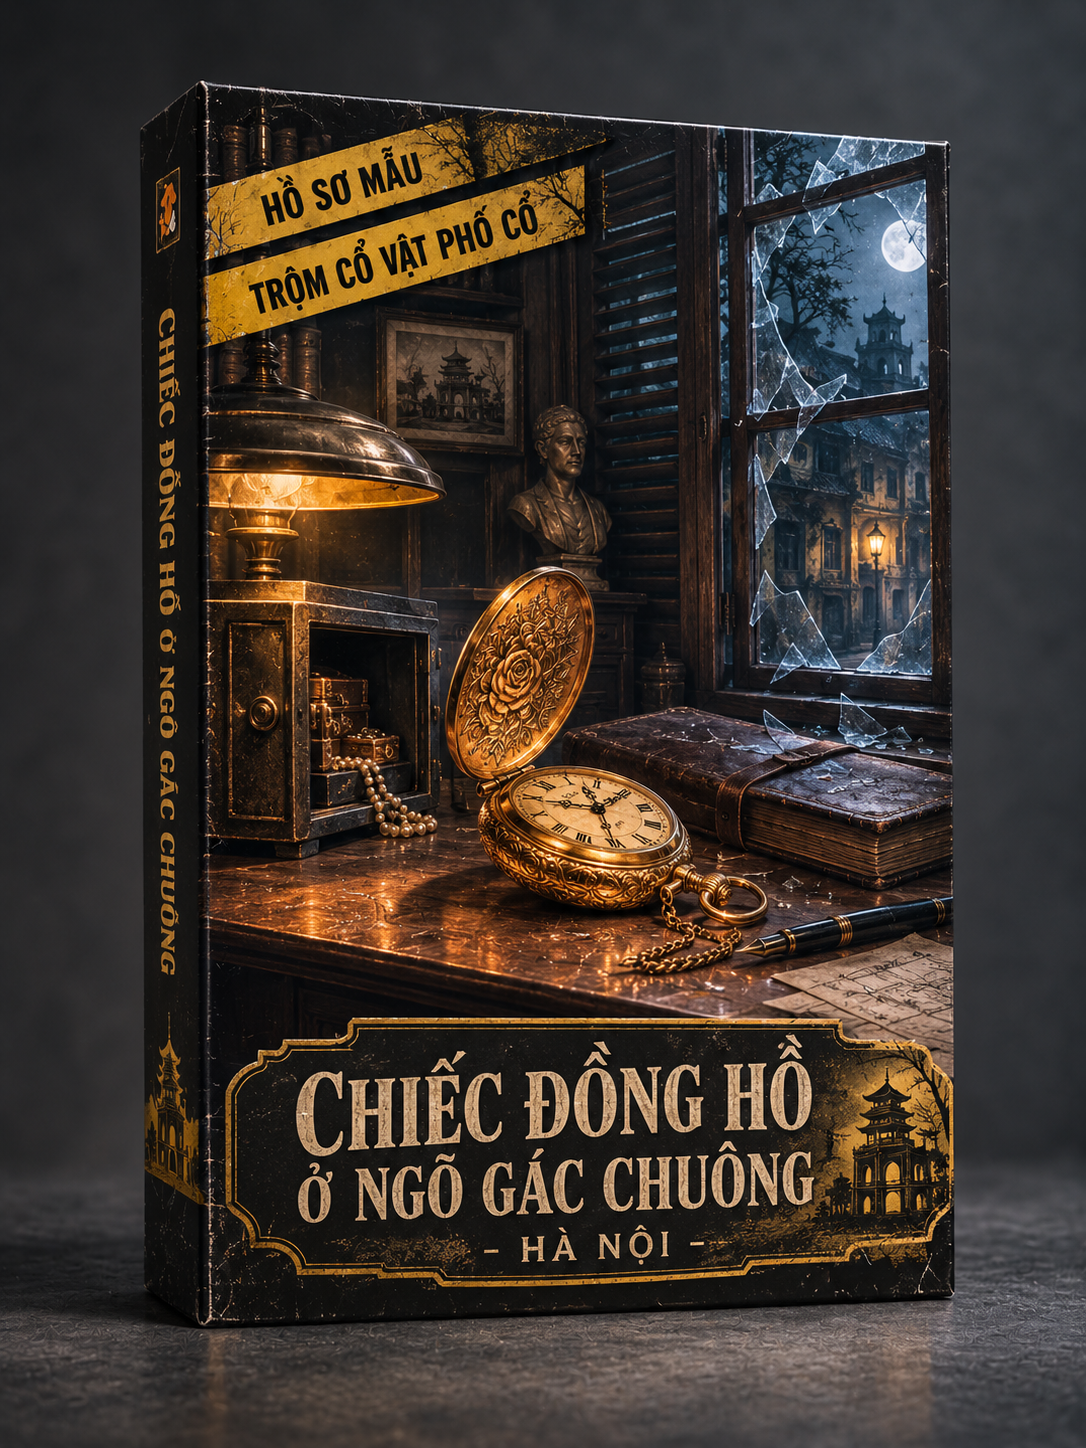 HỒ SƠ MẪU
TRỘM CỔ VẬT PHỐ CỔ
CHIẾC ĐỒNG HỒ Ở NGÕ GÁC CHUÔNG
CHIẾC ĐỒNG HỒ
Ở NGÕ GÁC CHUÔNG
- HÀ NỘI -